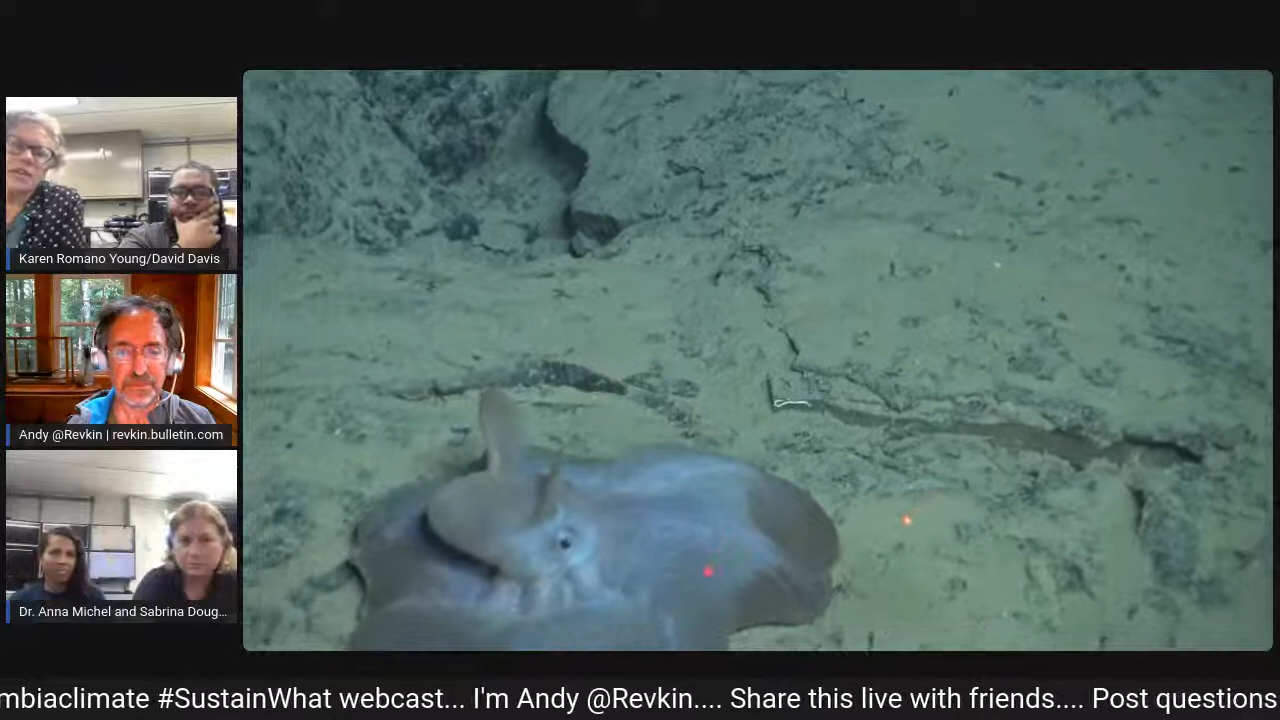 Karen Romano Young/David Davis
Andy @Revkin | revkin.bulletin.com
Dr. Anna Michel and Sabrina Doug...
mbiaclimate #SustainWhat webcast... I'm Andy @Revkin.... Share this live with friends.... Post questions